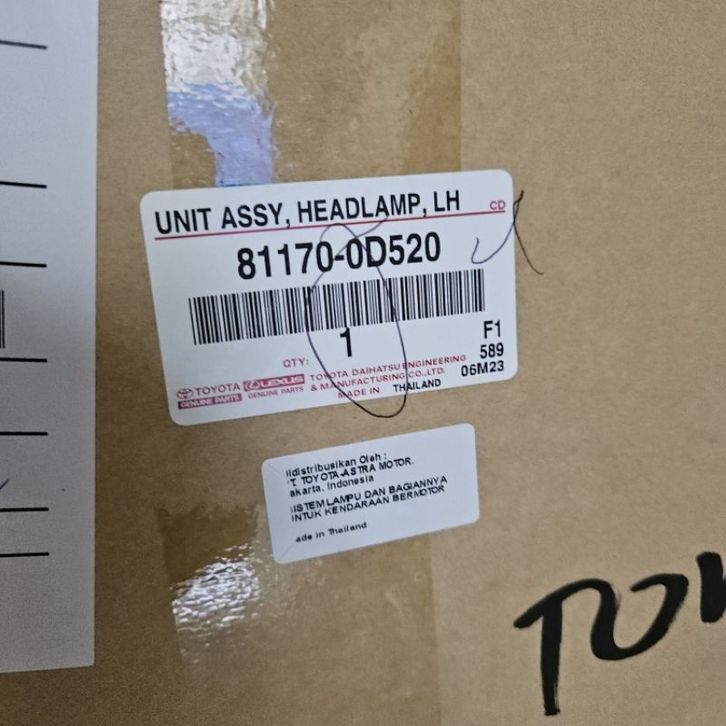 UNIT ASSY, HEADLAMP, LH
CD
81170-0D520
QTY: 1
F1
589
06M23
TOYOTA
GENUINE PARTS
LEXUS
GENUINE PARTS
TOYOTA DAIHATSU ENGINEERING
& MANUFACTURING CO.,LTD.
MADE IN THAILAND
idistribusikan Oleh :
T. TOYOTA-ASTRA MOTOR.
akarta, Indonesia
ISTEM LAMPU DAN BAGIANNYA
NTUK KENDARAAN BERMOTOR
ade in Thailand